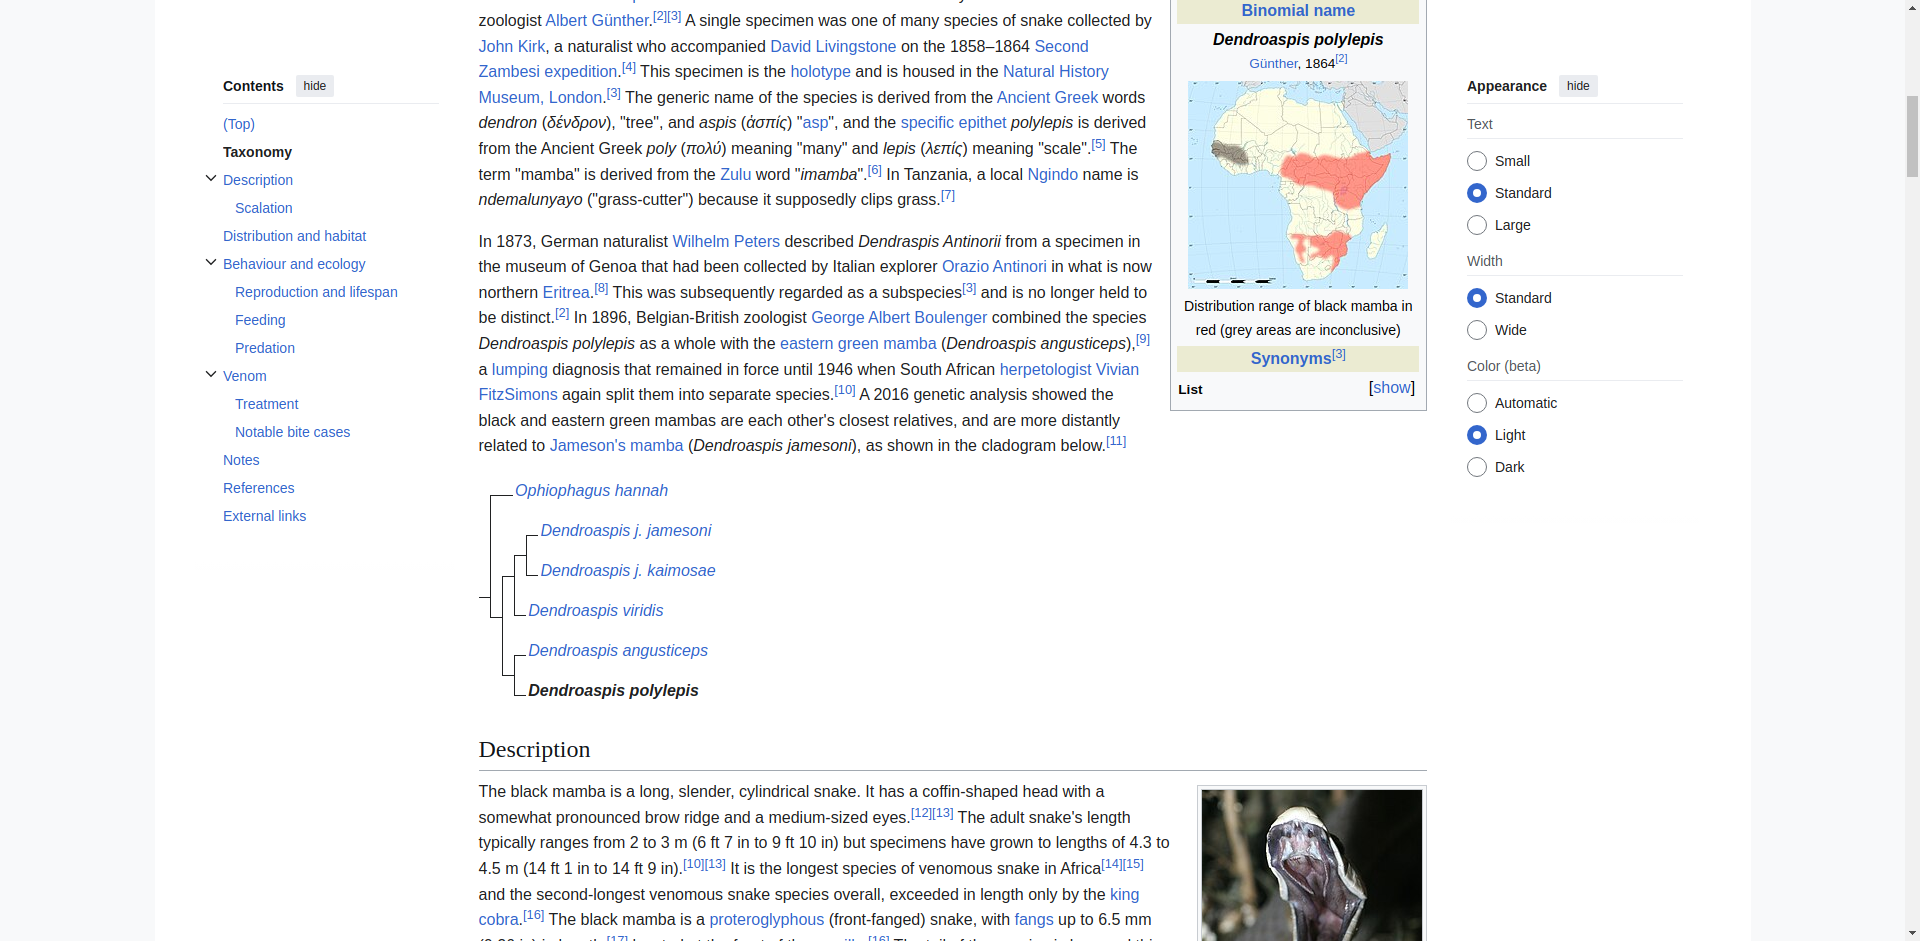 Contents hide
(Top)
Taxonomy
Description
Scalation
Distribution and habitat
Behaviour and ecology
Reproduction and lifespan
Feeding
Predation
Venom
Treatment
Notable bite cases
Notes
References
External links
zoologist Albert Günther.[2][3] A single specimen was one of many species of snake collected by
John Kirk, a naturalist who accompanied David Livingstone on the 1858–1864 Second
Zambesi expedition.[4] This specimen is the holotype and is housed in the Natural History
Museum, London.[3] The generic name of the species is derived from the Ancient Greek words
dendron (δένδρον), "tree", and aspis (ἀσπίς) "asp", and the specific epithet polylepis is derived
from the Ancient Greek poly (πολύ) meaning "many" and lepis (λεπίς) meaning "scale".[5] The
term "mamba" is derived from the Zulu word "imamba".[6] In Tanzania, a local Ngindo name is
ndemalunyayo ("grass-cutter") because it supposedly clips grass.[7]
In 1873, German naturalist Wilhelm Peters described Dendraspis Antinorii from a specimen in
the museum of Genoa that had been collected by Italian explorer Orazio Antinori in what is now
northern Eritrea.[8] This was subsequently regarded as a subspecies[3] and is no longer held to
be distinct.[2] In 1896, Belgian-British zoologist George Albert Boulenger combined the species
Dendroaspis polylepis as a whole with the eastern green mamba (Dendroaspis angusticeps),[9]
a lumping diagnosis that remained in force until 1946 when South African herpetologist Vivian
FitzSimons again split them into separate species.[10] A 2016 genetic analysis showed the
black and eastern green mambas are each other's closest relatives, and are more distantly
related to Jameson's mamba (Dendroaspis jamesoni), as shown in the cladogram below.[11]
Ophiophagus hannah
Dendroaspis j. jamesoni
Dendroaspis j. kaimosae
Dendroaspis viridis
Dendroaspis angusticeps
Dendroaspis polylepis
Description
The black mamba is a long, slender, cylindrical snake. It has a coffin-shaped head with a
somewhat pronounced brow ridge and a medium-sized eyes.[12][13] The adult snake's length
typically ranges from 2 to 3 m (6 ft 7 in to 9 ft 10 in) but specimens have grown to lengths of 4.3 to
4.5 m (14 ft 1 in to 14 ft 9 in).[10][13] It is the longest species of venomous snake in Africa[14][15]
and the second-longest venomous snake species overall, exceeded in length only by the king
cobra.[16] The black mamba is a proteroglyphous (front-fanged) snake, with fangs up to 6.5 mm
Binomial name
Dendroaspis polylepis
Günther, 1864[2]
Distribution range of black mamba in
red (grey areas are inconclusive)
Synonyms[3]
List [show]
Appearance hide
Text
Small
Standard
Large
Width
Standard
Wide
Color (beta)
Automatic
Light
Dark